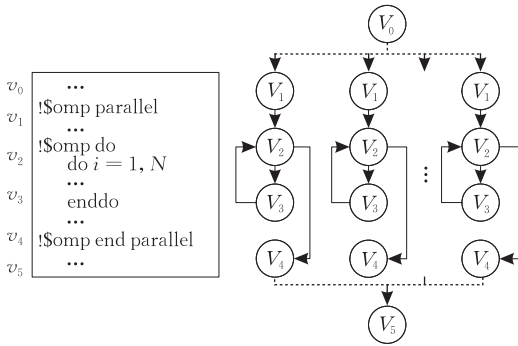 v₀ ...
!$omp parallel
v₁ ...
!$omp do
v₂ do i = 1, N
...
v₃ enddo
...
v₄ !$omp end parallel
v₅ ...
V₀
V₁ V₁ V₁
V₂ V₂ ... V₂
V₃ V₃ V₃
V₄ V₄ V₄
V₅